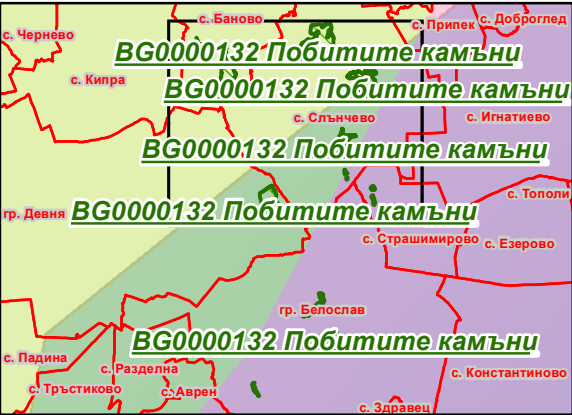 с. Баново
с. Припек
с. Доброглед
с. Чернево
BG0000132 Побитите камъни
с. Кипра
BG0000132 Побитите камъни
с. Слънчево
с. Игнатиево
BG0000132 Побитите камъни
с. Тополи
гр. Девня
BG0000132 Побитите камъни
с. Страшимирово
с. Езерово
гр. Белослав
BG0000132 Побитите камъни
с. Падина
с. Разделна
с. Константиново
с. Тръстиково
с. Аврен
с. Здравец